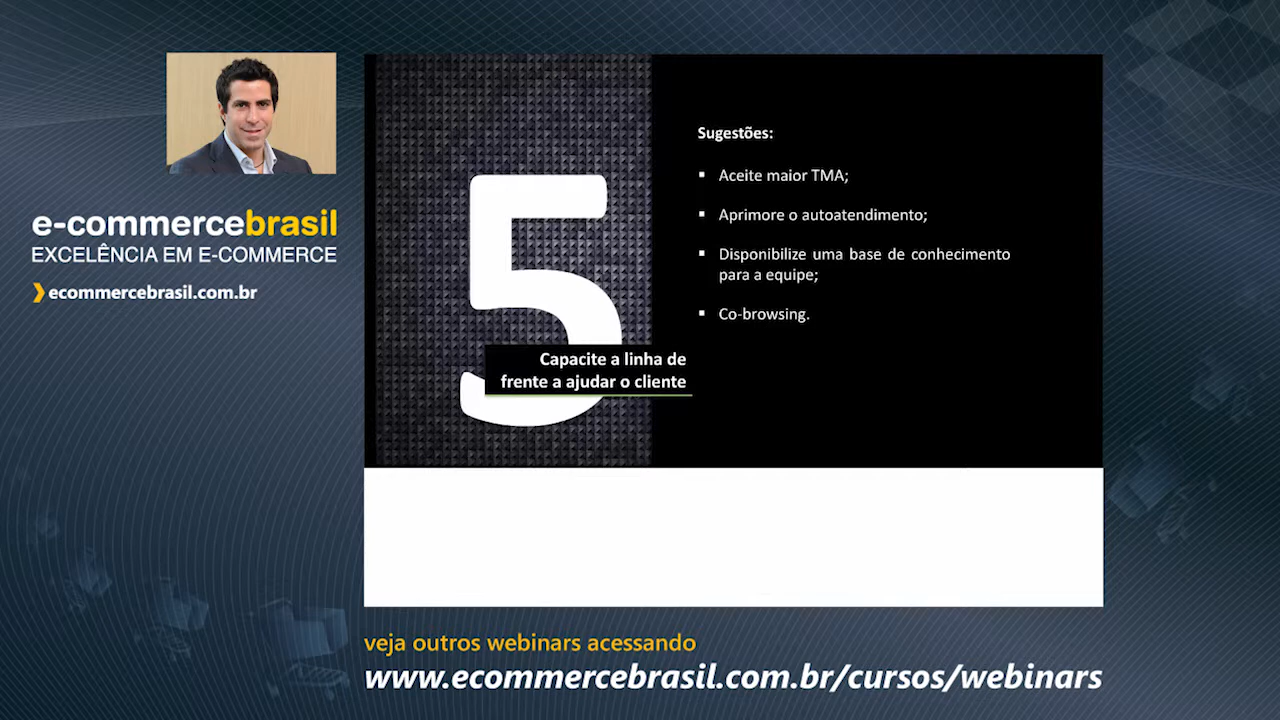 e-commercebrasil
EXCELÊNCIA EM E-COMMERCE
ecommercebrasil.com.br
5
Capacite a linha de
frente a ajudar o cliente
Sugestões:
▪ Aceite maior TMA;
▪ Aprimore o autoatendimento;
▪ Disponibilize uma base de conhecimento
para a equipe;
▪ Co-browsing.
veja outros webinars acessando
www.ecommercebrasil.com.br/cursos/webinars